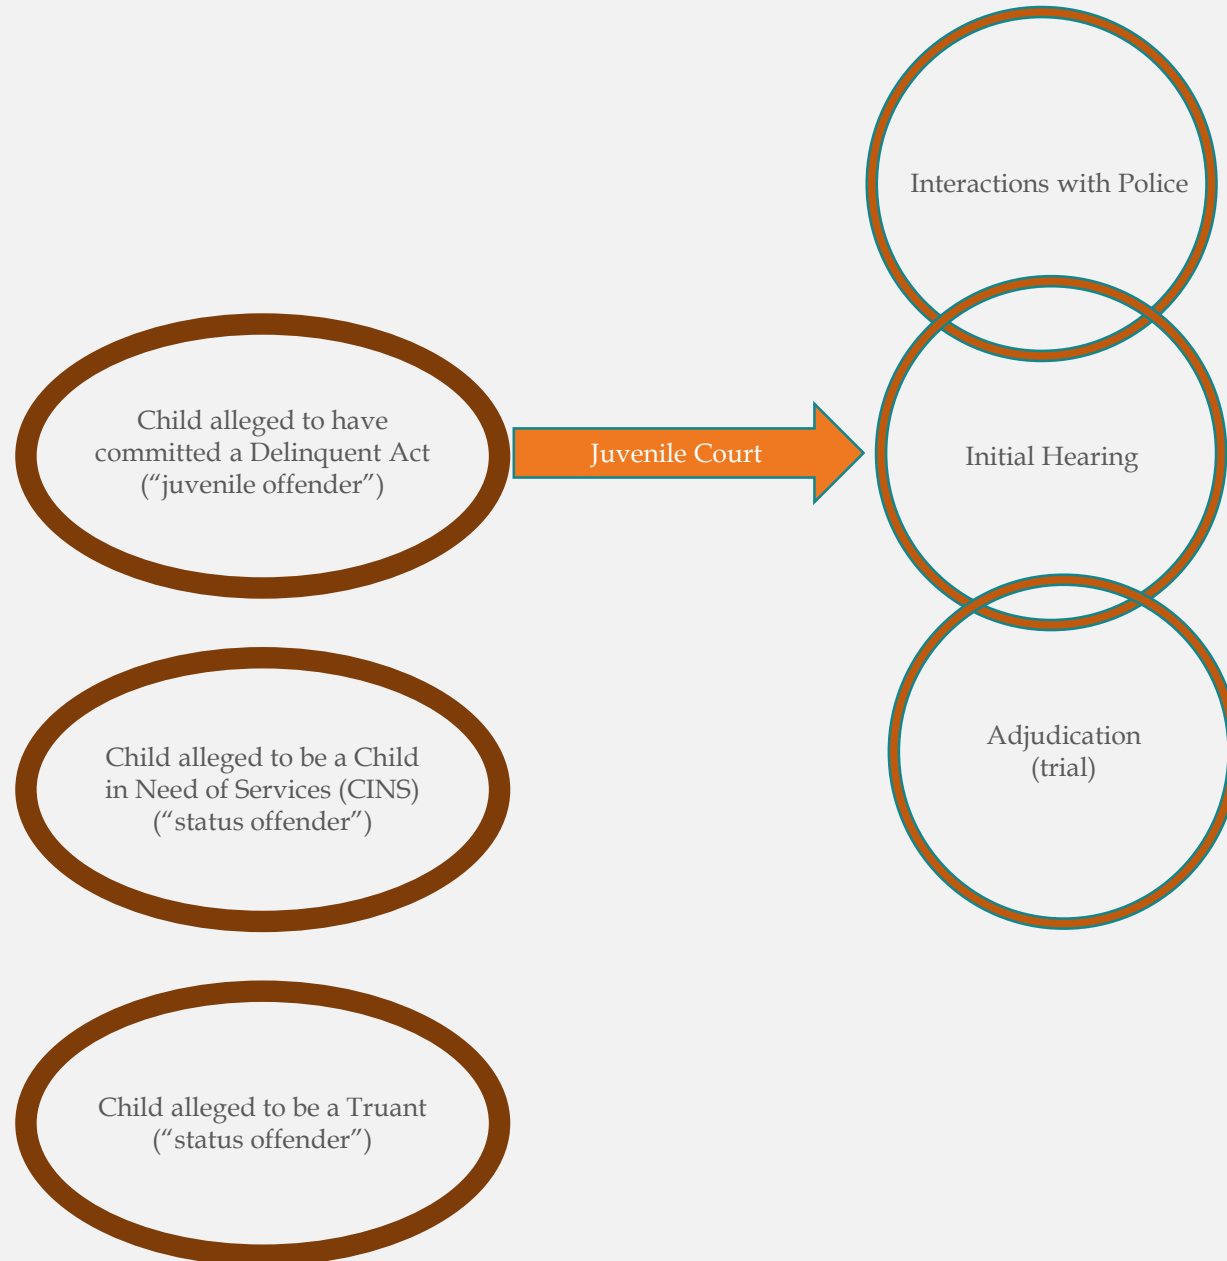 Interactions with Police
Child alleged to have
committed a Delinquent Act
(“juvenile offender”)
Juvenile Court
Initial Hearing
Child alleged to be a Child
in Need of Services (CINS)
(“status offender”)
Adjudication
(trial)
Child alleged to be a Truant
(“status offender”)